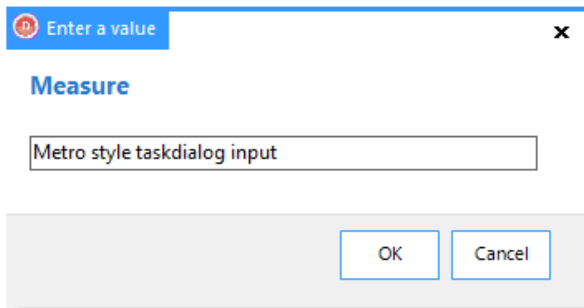 Enter a value
Measure
Metro style taskdialog input
OK Cancel